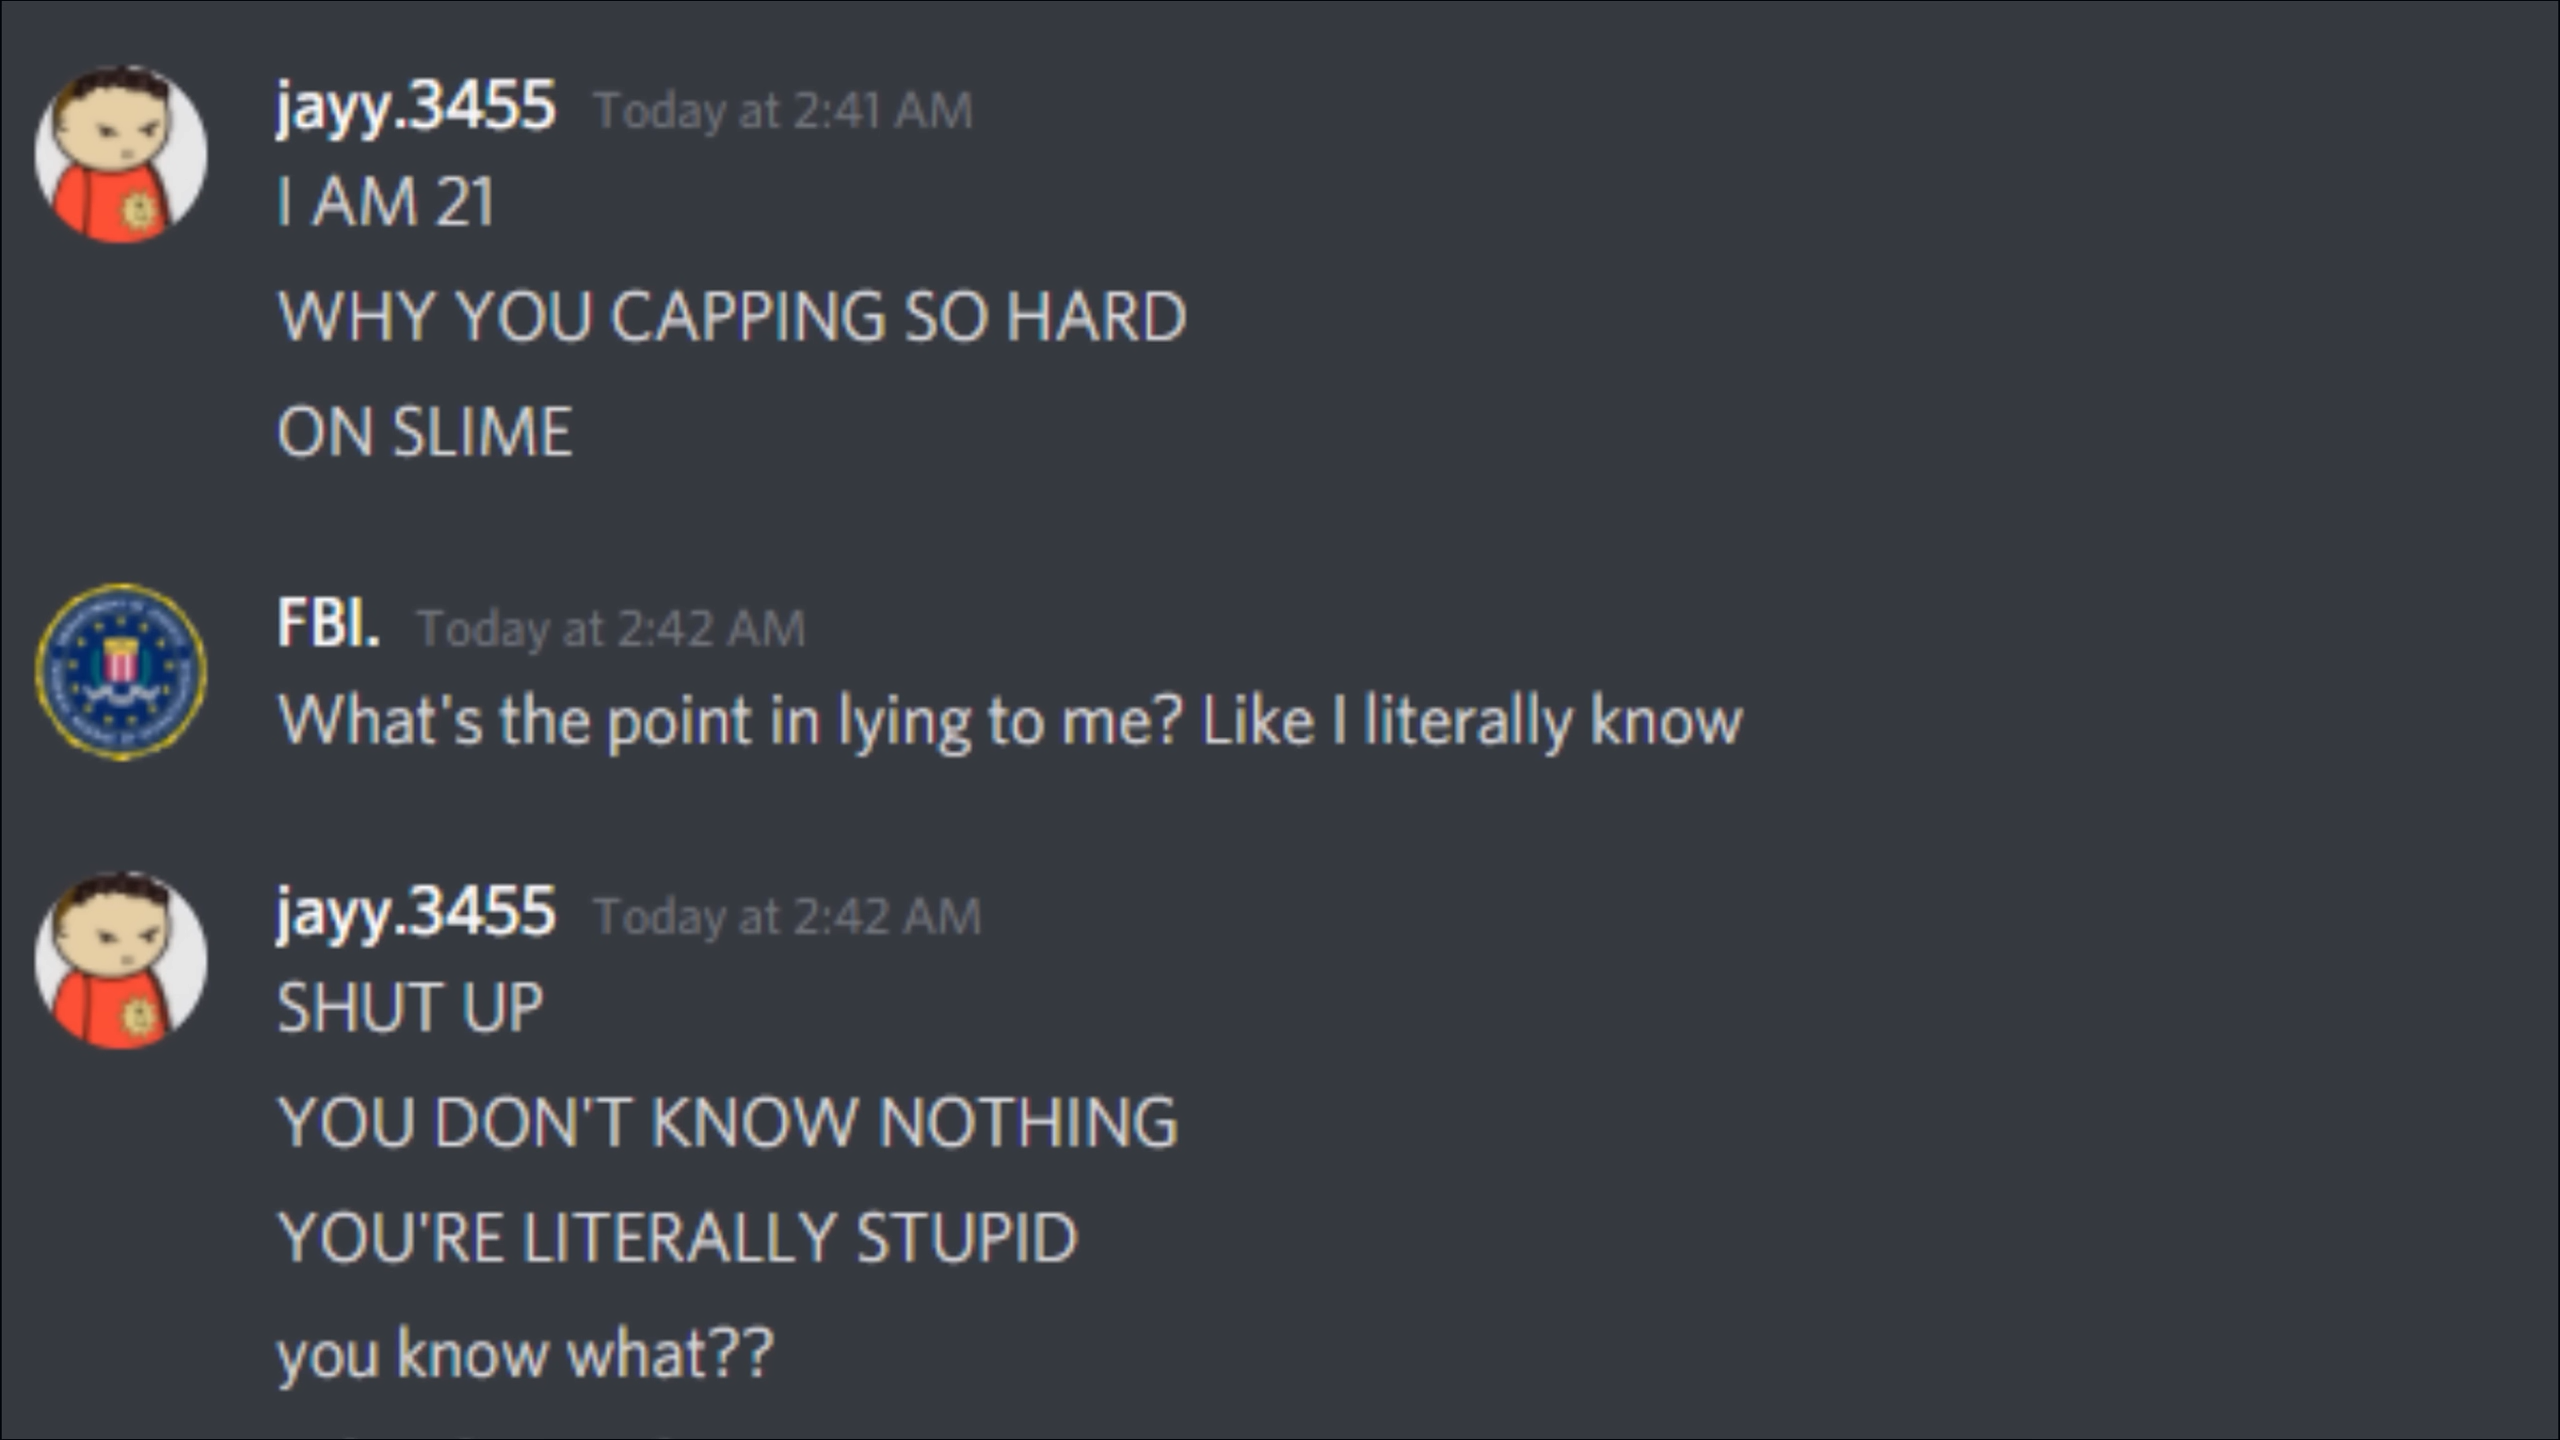 jayy.3455 Today at 2:41 AM
I AM 21
WHY YOU CAPPING SO HARD
ON SLIME
FBI. Today at 2:42 AM
What's the point in lying to me? Like I literally know
jayy.3455 Today at 2:42 AM
SHUT UP
YOU DON'T KNOW NOTHING
YOU'RE LITERALLY STUPID
you know what??